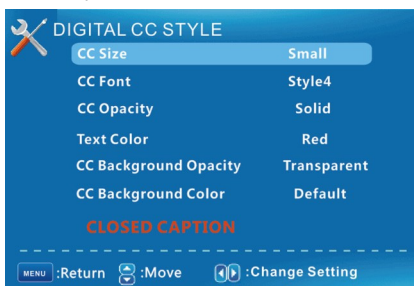 DIGITAL CC STYLE
CC Size Small
CC Font Style4
CC Opacity Solid
Text Color Red
CC Background Opacity Transparent
CC Background Color Default
CLOSED CAPTION
MENU :Return :Move :Change Setting